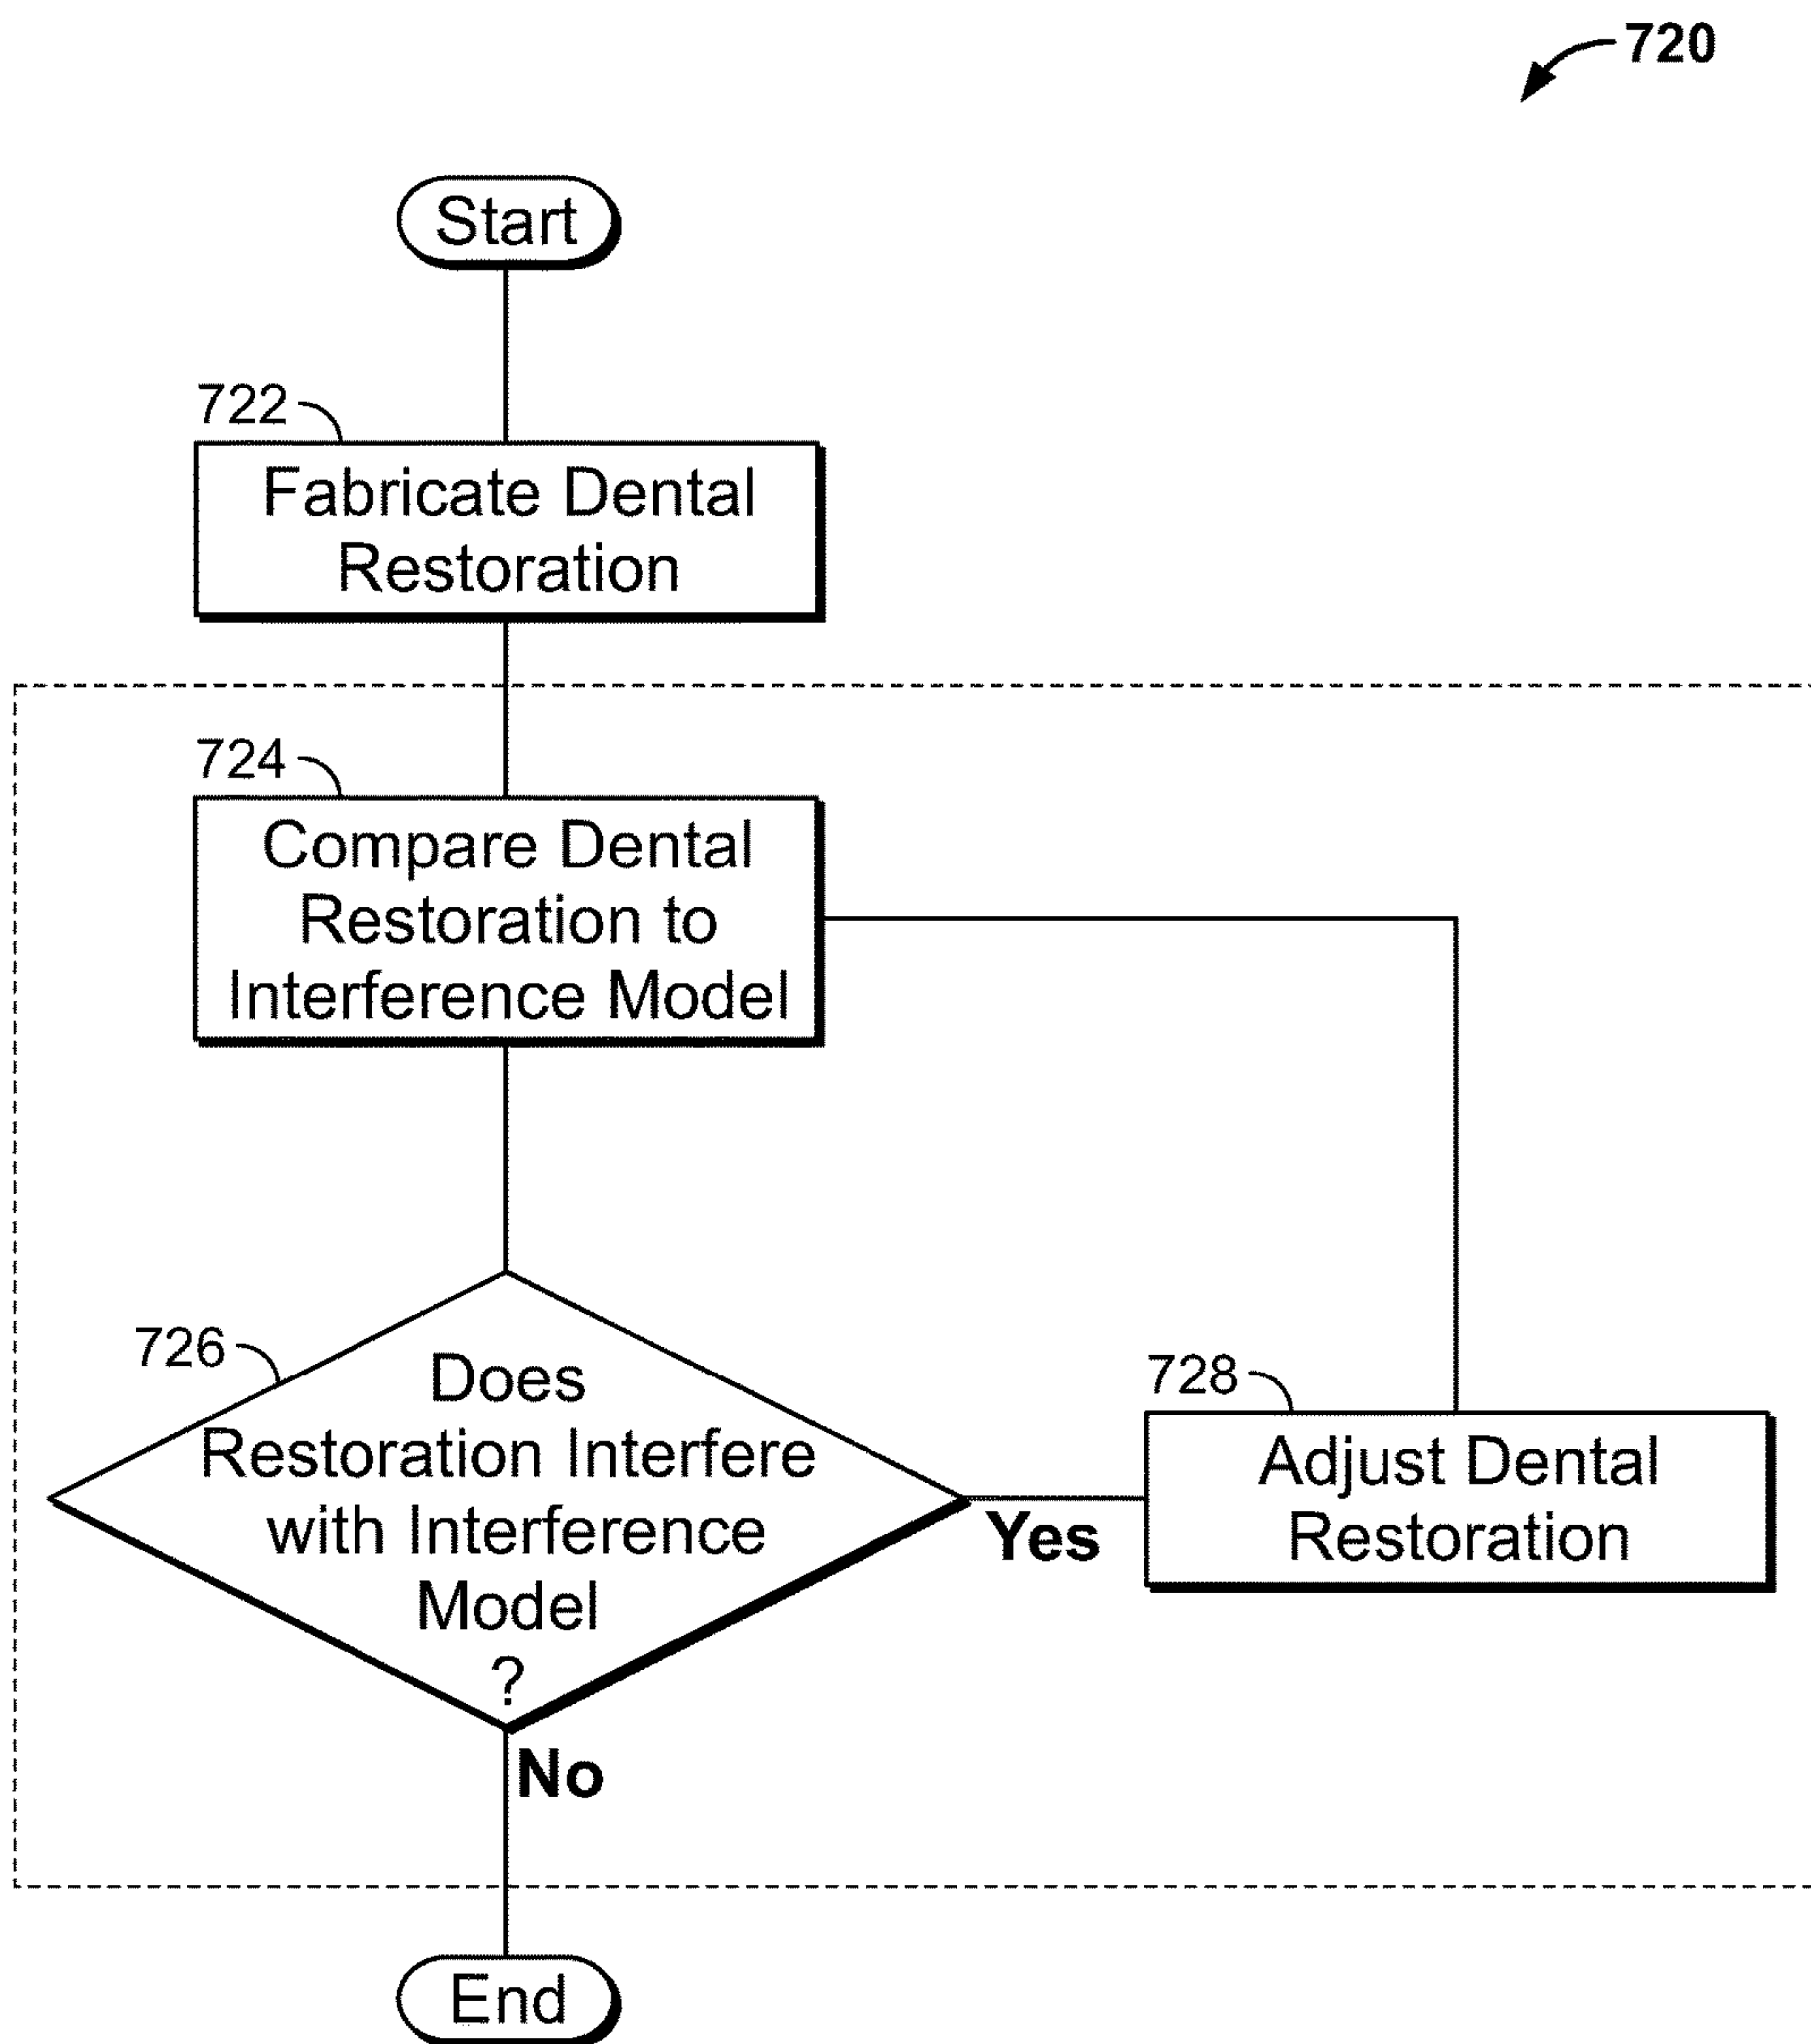 720
Start
722
Fabricate Dental
Restoration
724
Compare Dental
Restoration to
Interference Model
726
Does
Restoration Interfere
with Interference
Model
?
Yes
728
Adjust Dental
Restoration
No
End